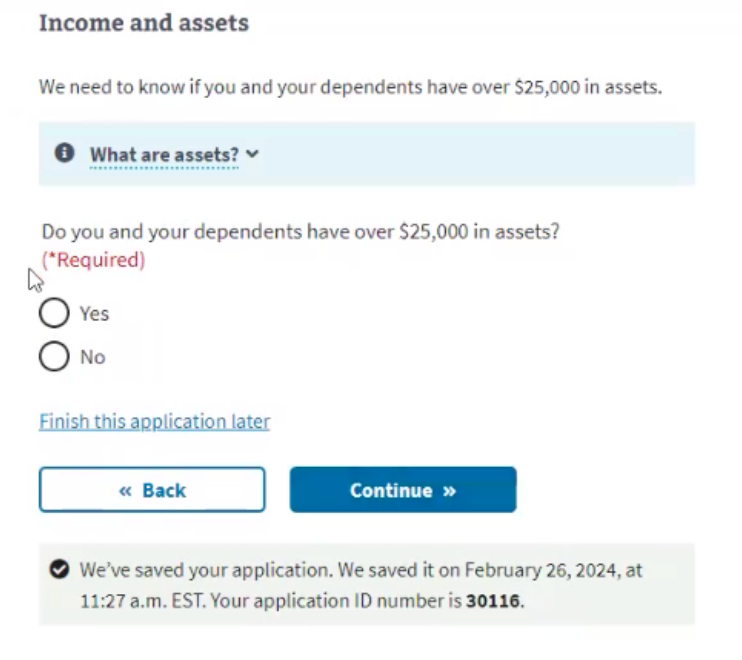 Income and assets
We need to know if you and your dependents have over $25,000 in assets.
What are assets?
Do you and your dependents have over $25,000 in assets?
(*Required)
Yes
No
Finish this application later
« Back
Continue »
We’ve saved your application. We saved it on February 26, 2024, at
11:27 a.m. EST. Your application ID number is 30116.